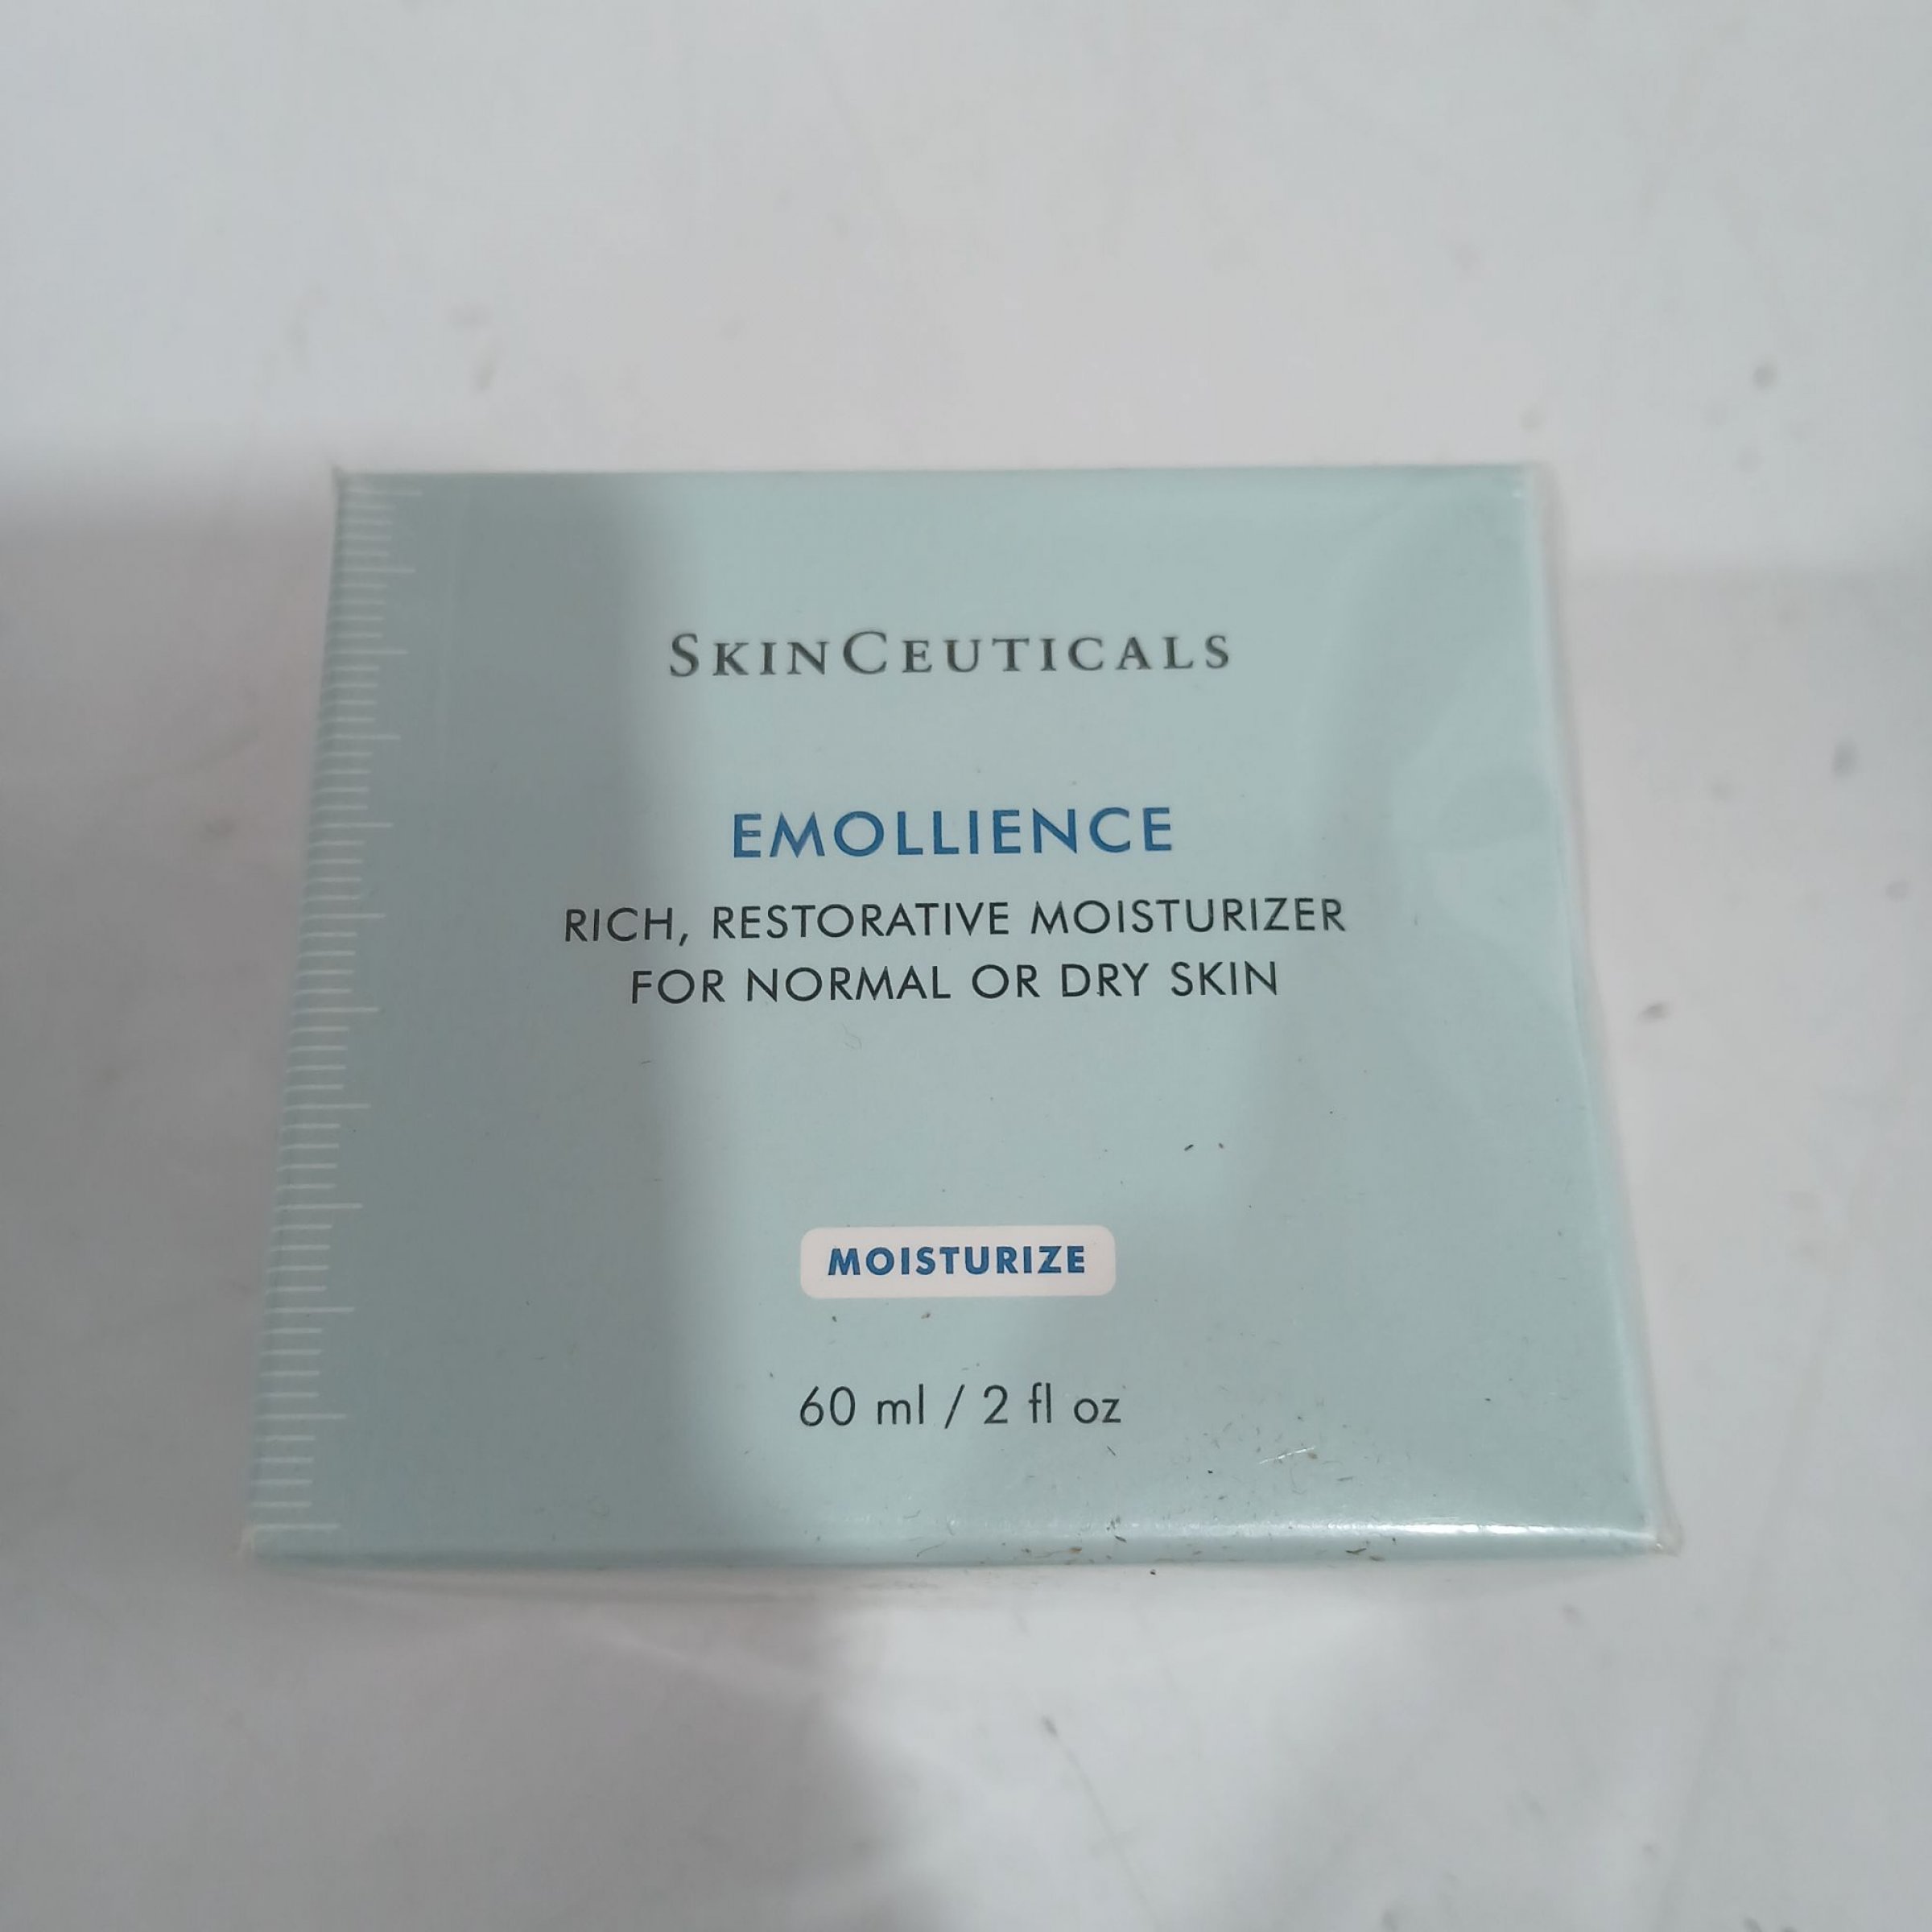 SKINCEUTICALS
EMOLLIENCE
RICH, RESTORATIVE MOISTURIZER
FOR NORMAL OR DRY SKIN
MOISTURIZE
60 ml / 2 fl oz